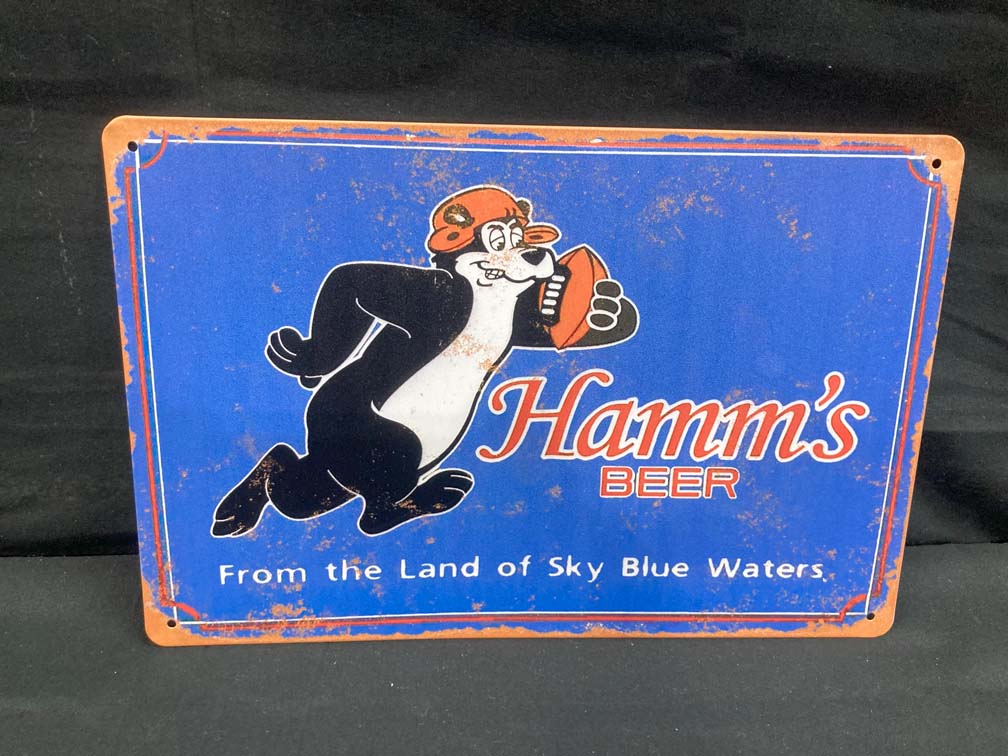 Hamm's
BEER
From the Land of Sky Blue Waters.